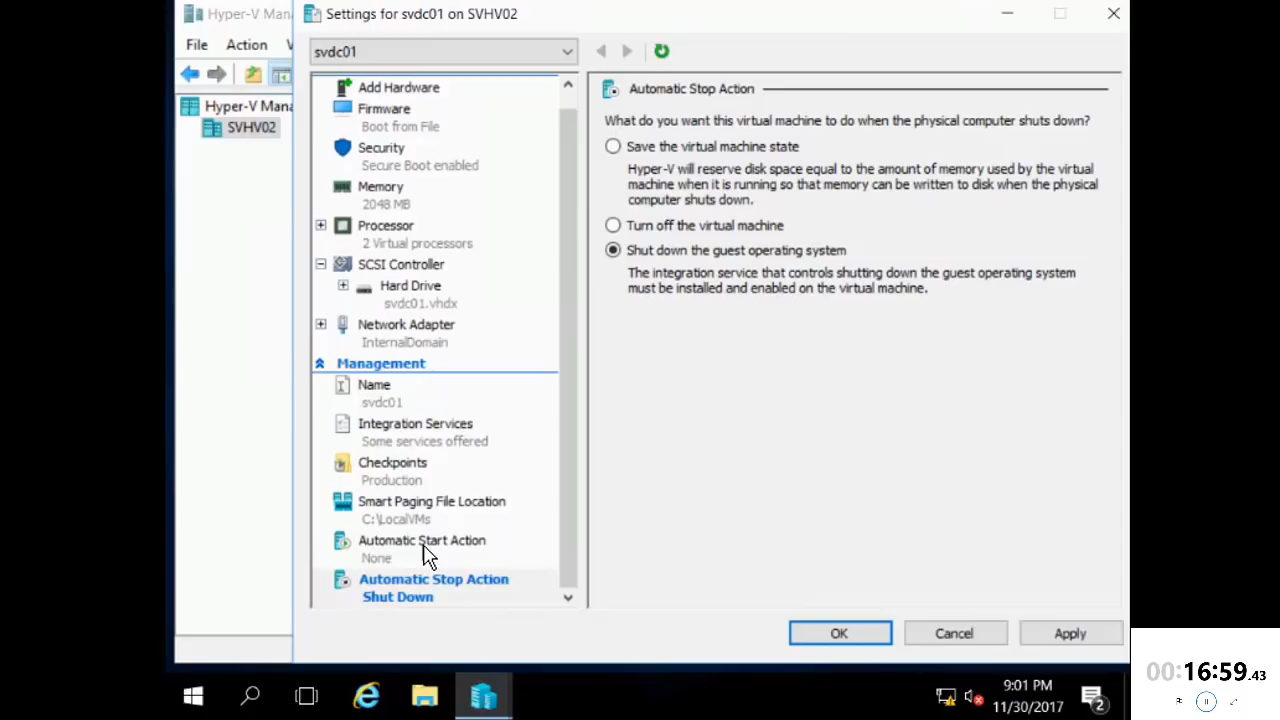 Hyper-V Mana
Settings for svdc01 on SVHV02
File Action V
svdc01
Hyper-V Mana
SVHV02
Add Hardware
Firmware
Boot from File
Security
Secure Boot enabled
Memory
2048 MB
Processor
2 Virtual processors
SCSI Controller
Hard Drive
svdc01.vhdx
Network Adapter
InternalDomain
Management
Name
svdc01
Integration Services
Some services offered
Checkpoints
Production
Smart Paging File Location
C:\LocalVMs
Automatic Start Action
None
Automatic Stop Action
Shut Down
Automatic Stop Action
What do you want this virtual machine to do when the physical computer shuts down?
Save the virtual machine state
Hyper-V will reserve disk space equal to the amount of memory used by the virtual
machine when it is running so that memory can be written to disk when the physical
computer shuts down.
Turn off the virtual machine
Shut down the guest operating system
The integration service that controls shutting down the guest operating system
must be installed and enabled on the virtual machine.
OK Cancel Apply
9:01 PM
11/30/2017
2
00:16:59.43